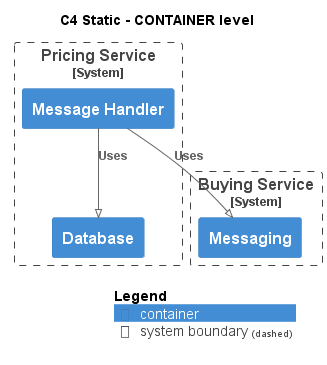 C4 Static - CONTAINER level
Pricing Service
[System]
Message Handler
Uses
Uses
Buying Service
[System]
Database
Messaging
Legend
container
system boundary (dashed)